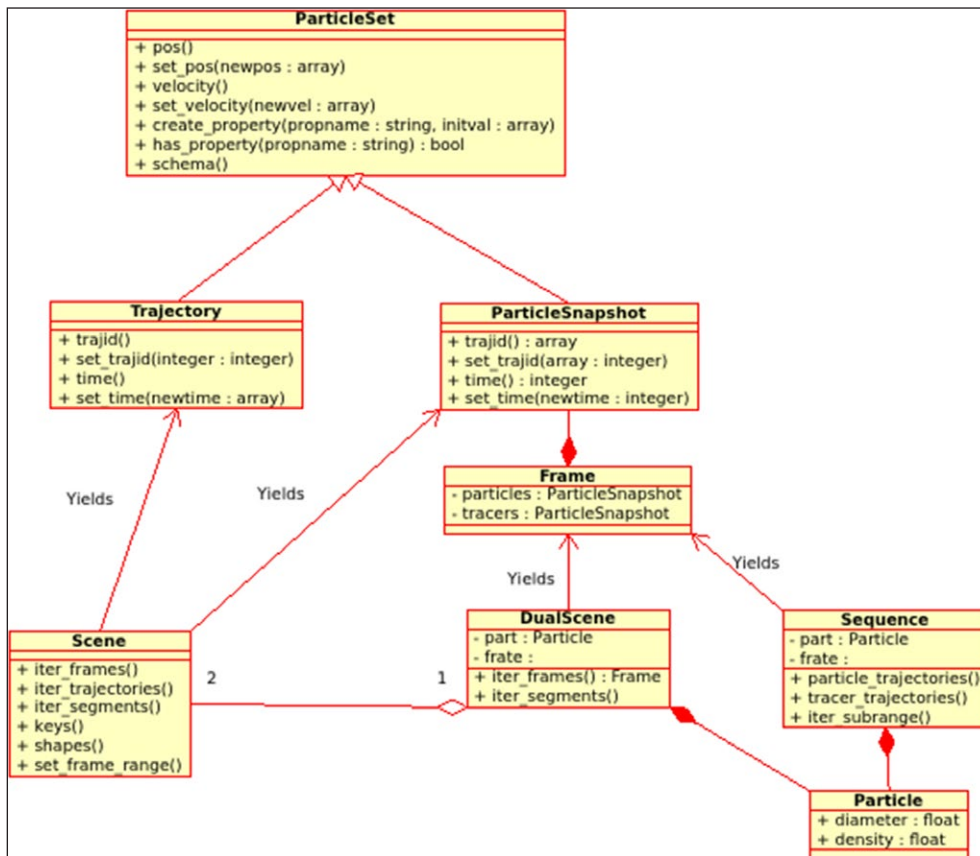 ParticleSet
+ pos()
+ set_pos(newpos : array)
+ velocity()
+ set_velocity(newvel : array)
+ create_property(propname : string, initval : array)
+ has_property(propname : string) : bool
+ schema()
Trajectory
+ trajid()
+ set_trajid(integer : integer)
+ time()
+ set_time(newtime : array)
ParticleSnapshot
+ trajid() : array
+ set_trajid(array : integer)
+ time() : integer
+ set_time(newtime : integer)
Yields
Yields
Frame
- particles : ParticleSnapshot
- tracers : ParticleSnapshot
Yields
Yields
Scene
+ iter_frames()
+ iter_trajectories()
+ iter_segments()
+ keys()
+ shapes()
+ set_frame_range()
2
1
DualScene
- part : Particle
- frate :
+ iter_frames() : Frame
+ iter_segments()
Sequence
- part : Particle
- frate :
+ particle_trajectories()
+ tracer_trajectories()
+ iter_subrange()
Particle
+ diameter : float
+ density : float